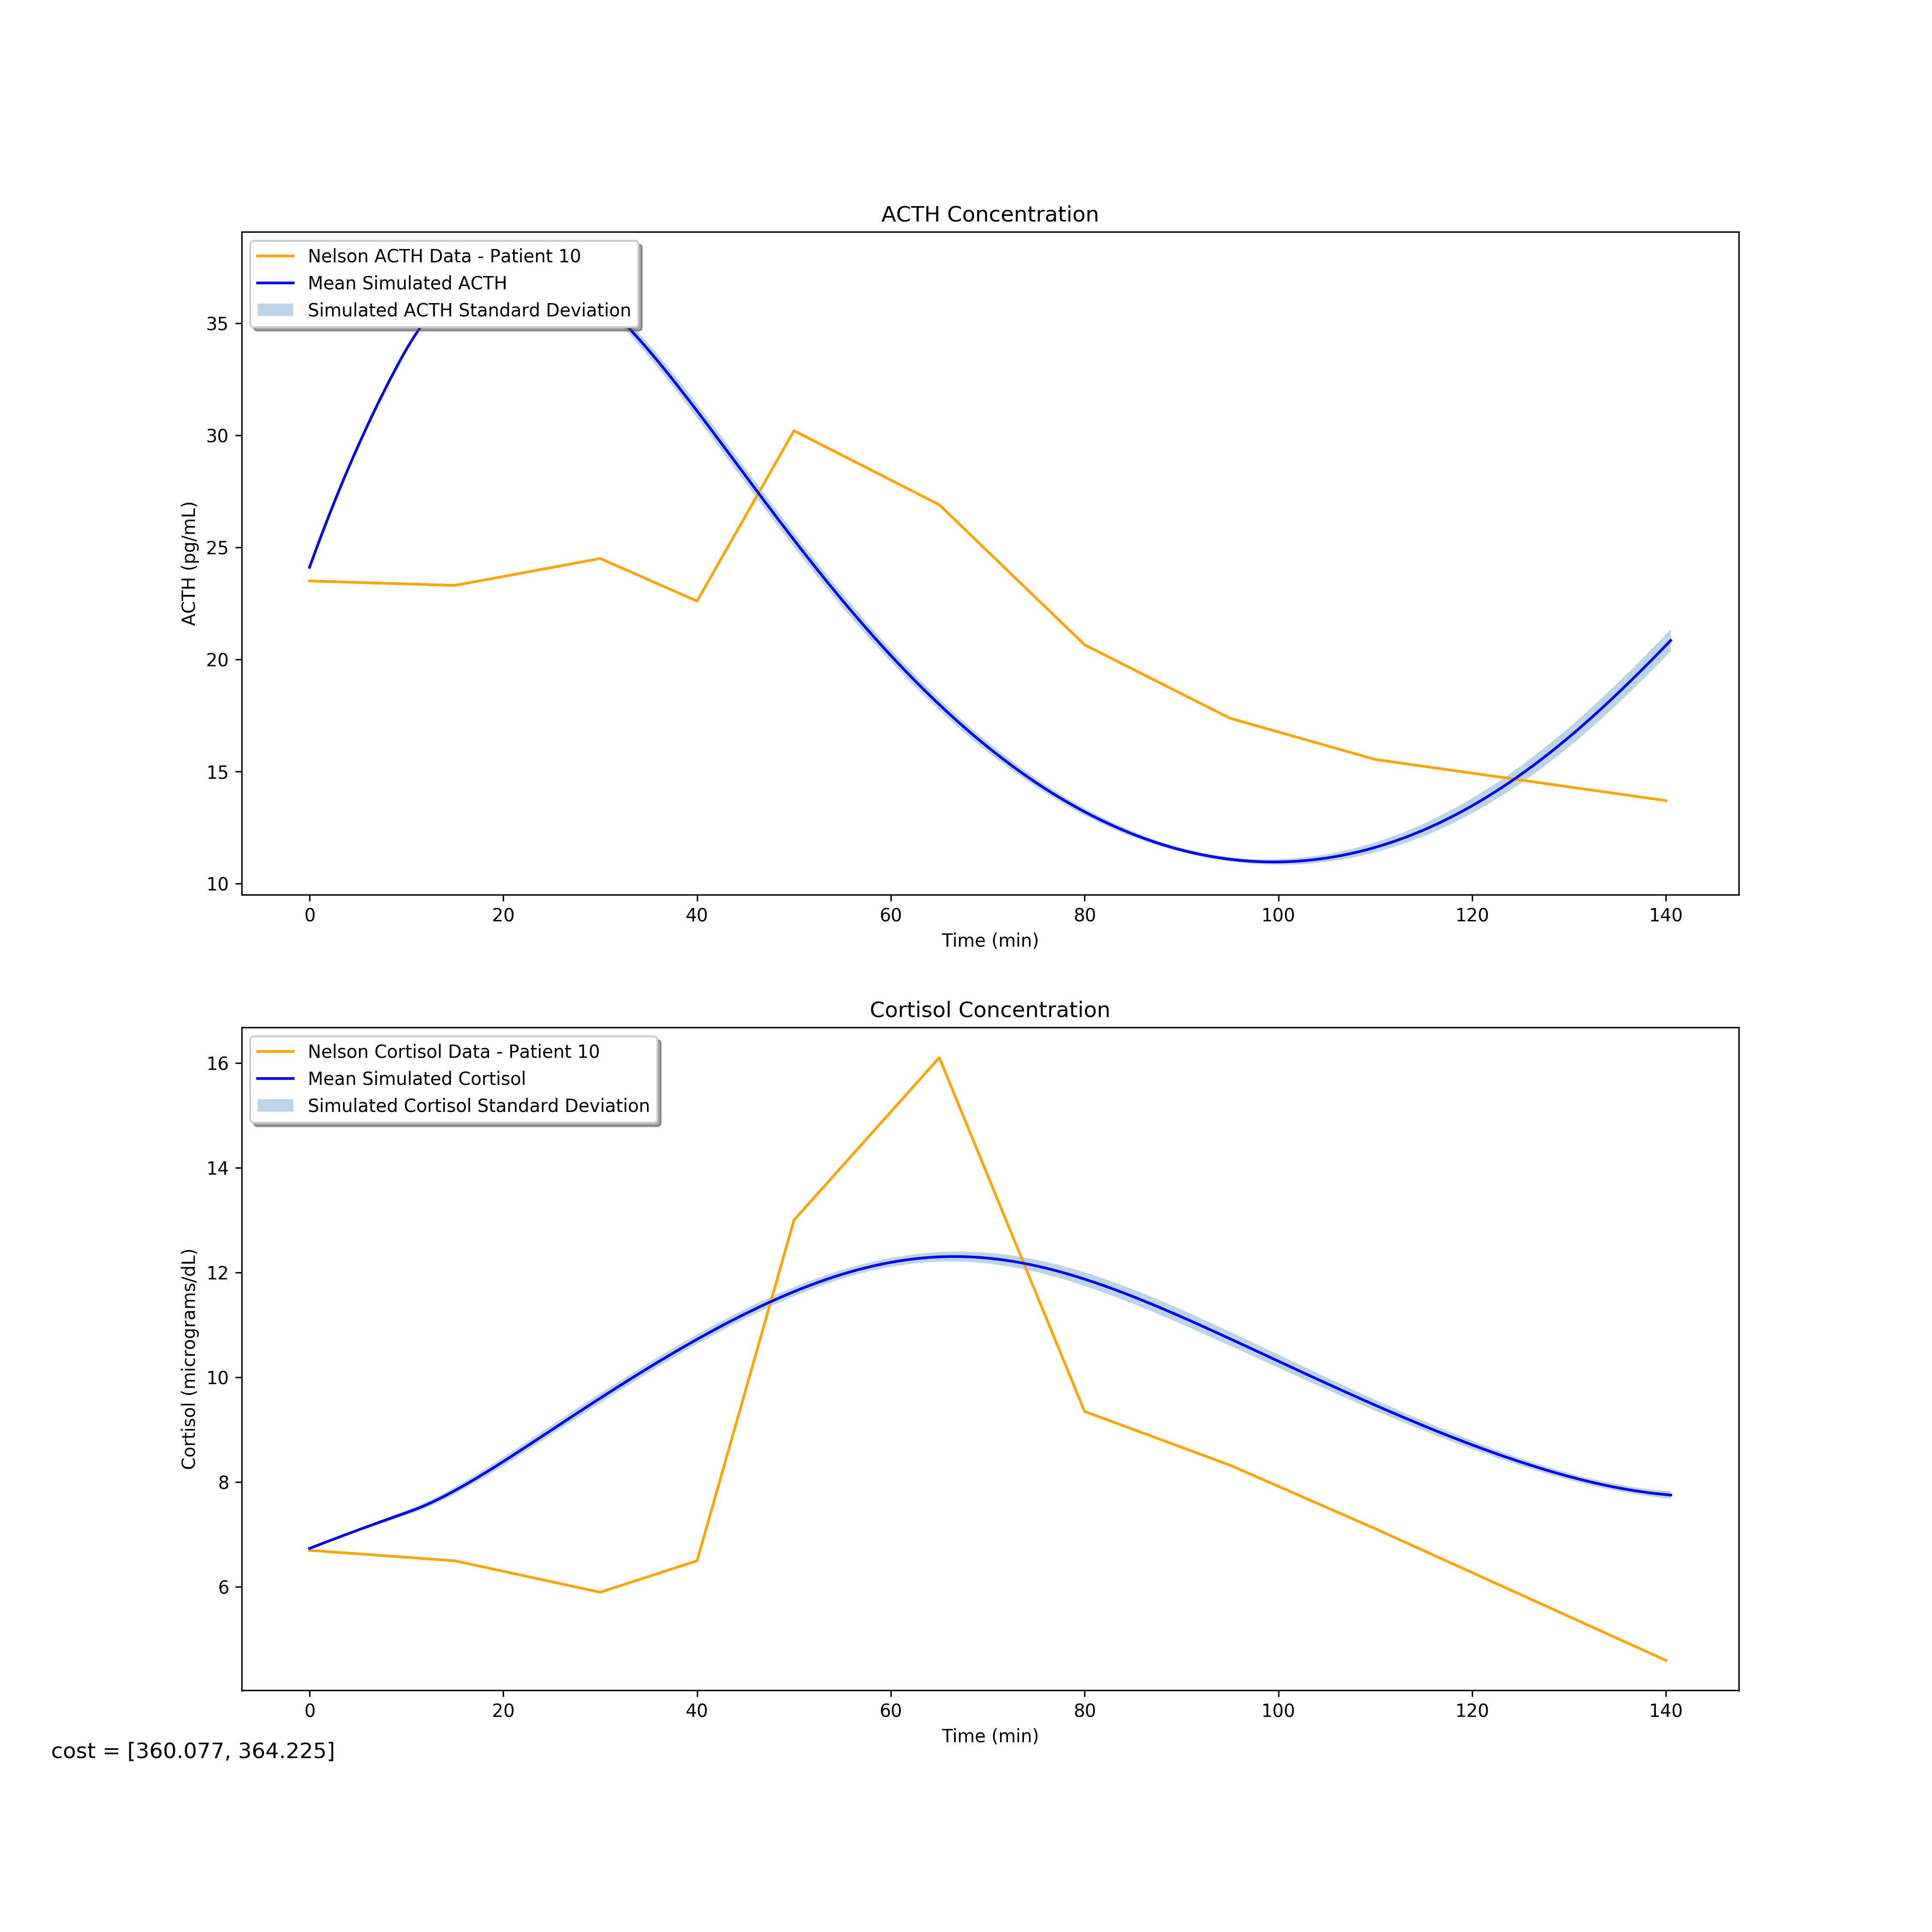 ACTH Concentration
Nelson ACTH Data - Patient 10
Mean Simulated ACTH
Simulated ACTH Standard Deviation
35
30
25
20
15
10
ACTH (pg/mL)
0 20 40 60 80 100 120 140
Time (min)
Cortisol Concentration
Nelson Cortisol Data - Patient 10
Mean Simulated Cortisol
Simulated Cortisol Standard Deviation
16
14
12
10
8
6
Cortisol (micrograms/dL)
0 20 40 60 80 100 120 140
Time (min)
cost = [360.077, 364.225]